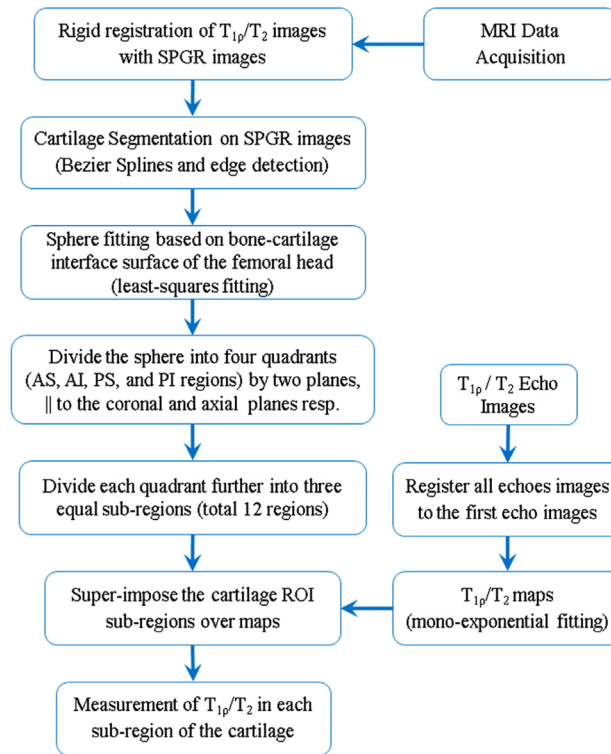 Rigid registration of T1ρ/T2 images
with SPGR images
MRI Data
Acquisition
Cartilage Segmentation on SPGR images
(Bezier Splines and edge detection)
Sphere fitting based on bone-cartilage
interface surface of the femoral head
(least-squares fitting)
Divide the sphere into four quadrants
(AS, AI, PS, and PI regions) by two planes,
|| to the coronal and axial planes resp.
T1ρ / T2 Echo
Images
Divide each quadrant further into three
equal sub-regions (total 12 regions)
Register all echoes images
to the first echo images
Super-impose the cartilage ROI
sub-regions over maps
T1ρ/T2 maps
(mono-exponential fitting)
Measurement of T1ρ/T2 in each
sub-region of the cartilage